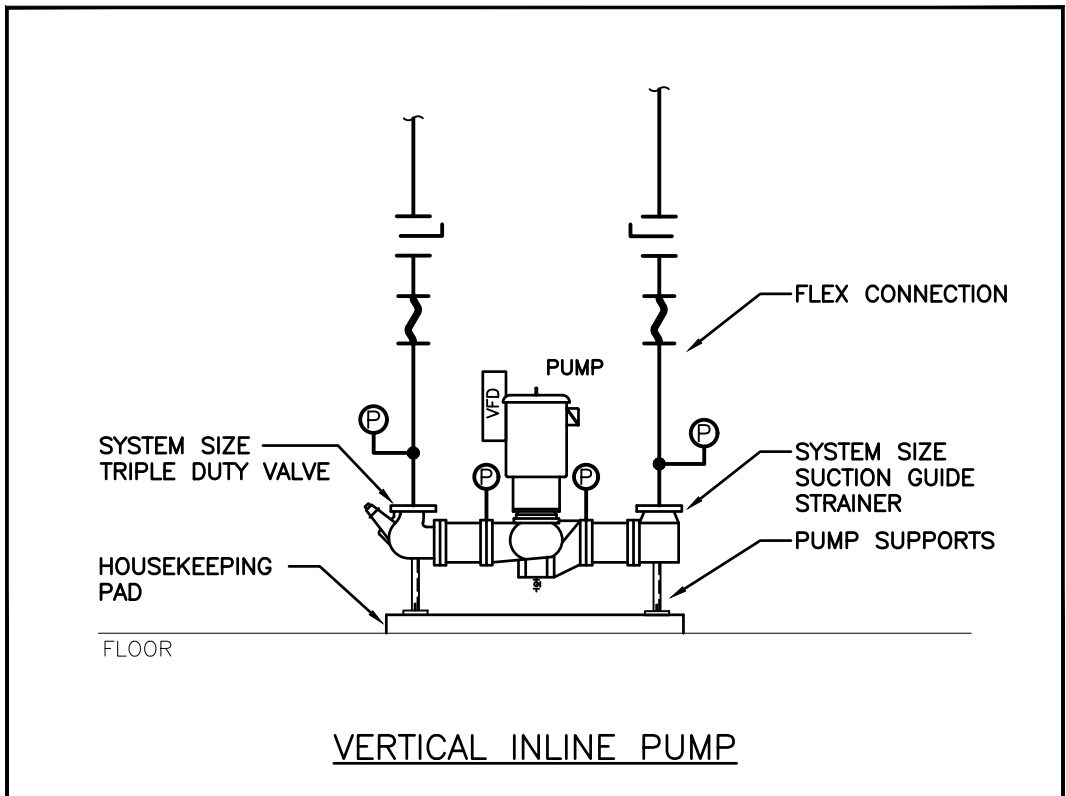 FLEX CONNECTION
PUMP
VFD
P
P
SYSTEM SIZE
TRIPLE DUTY VALVE
P
P
SYSTEM SIZE
SUCTION GUIDE
STRAINER
PUMP SUPPORTS
HOUSEKEEPING
PAD
FLOOR
VERTICAL INLINE PUMP